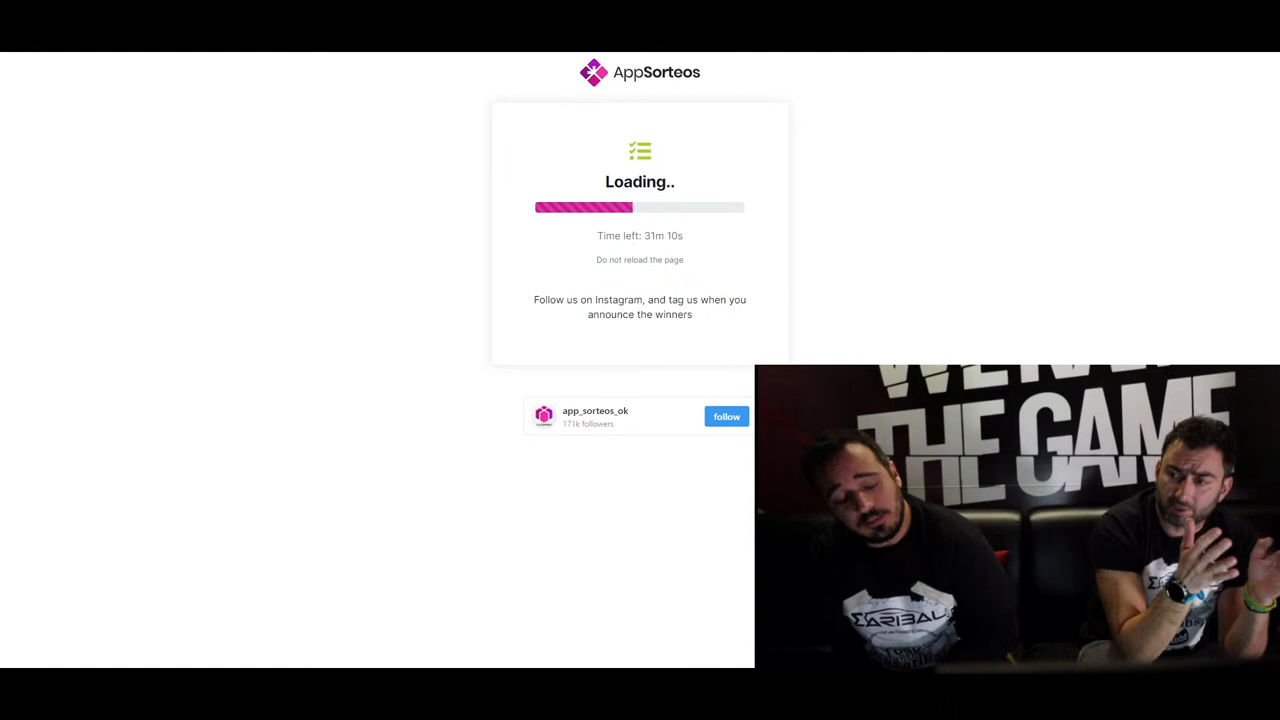 AppSorteos
Loading..
Time left: 31m 10s
Do not reload the page
Follow us on Instagram, and tag us when you
announce the winners
app_sorteos_ok
171k followers
follow
THE GAME